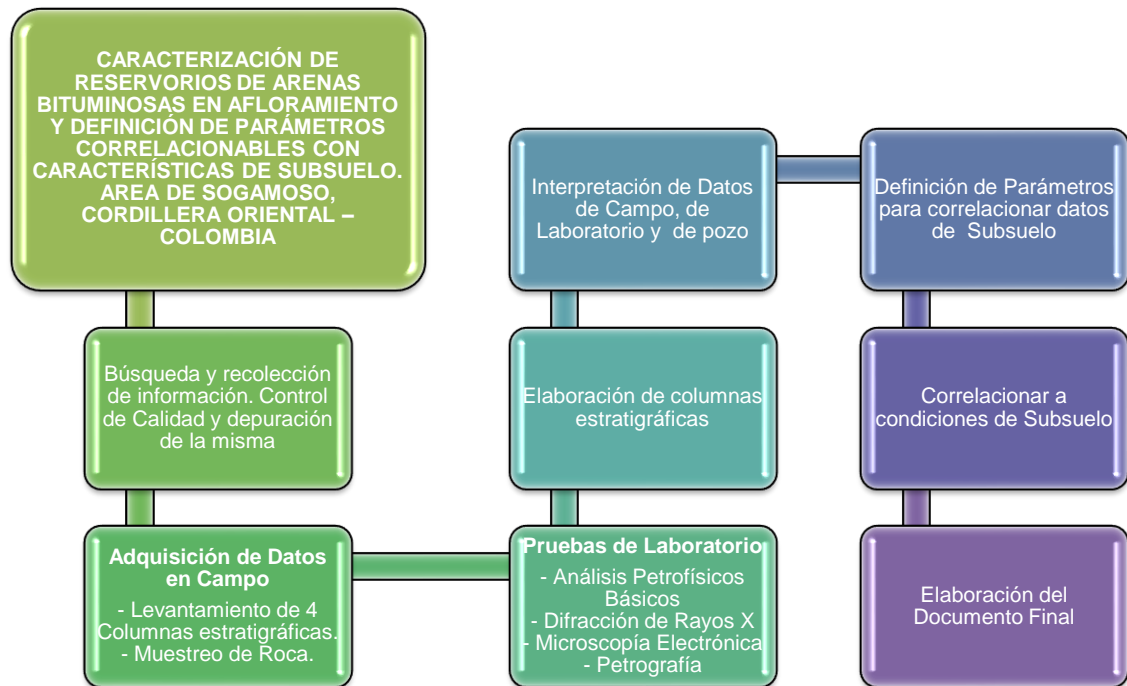 CARACTERIZACIÓN DE
RESERVORIOS DE ARENAS
BITUMINOSAS EN AFLORAMIENTO
Y DEFINICIÓN DE PARÁMETROS
CORRELACIONABLES CON
CARACTERÍSTICAS DE SUBSUELO.
AREA DE SOGAMOSO,
CORDILLERA ORIENTAL –
COLOMBIA
Búsqueda y recolección
de información. Control
de Calidad y depuración
de la misma
Adquisición de Datos
en Campo
- Levantamiento de 4
Columnas estratigráficas.
- Muestreo de Roca.
Pruebas de Laboratorio
- Análisis Petrofísicos
Básicos
- Difracción de Rayos X
- Microscopía Electrónica
- Petrografía
Elaboración de columnas
estratigráficas
Interpretación de Datos
de Campo, de
Laboratorio y de pozo
Definición de Parámetros
para correlacionar datos
de Subsuelo
Correlacionar a
condiciones de Subsuelo
Elaboración del
Documento Final